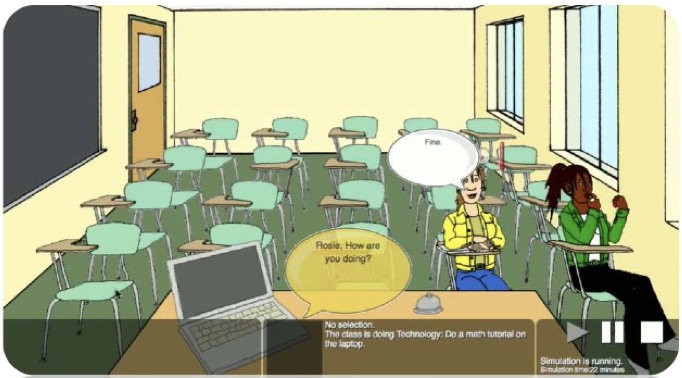 Fine.
Rosie, How are
you doing?
No selection.
The class is doing Technology: Do a math tutorial on
the laptop.
Simulation is running.
Simulation time:22 minutes